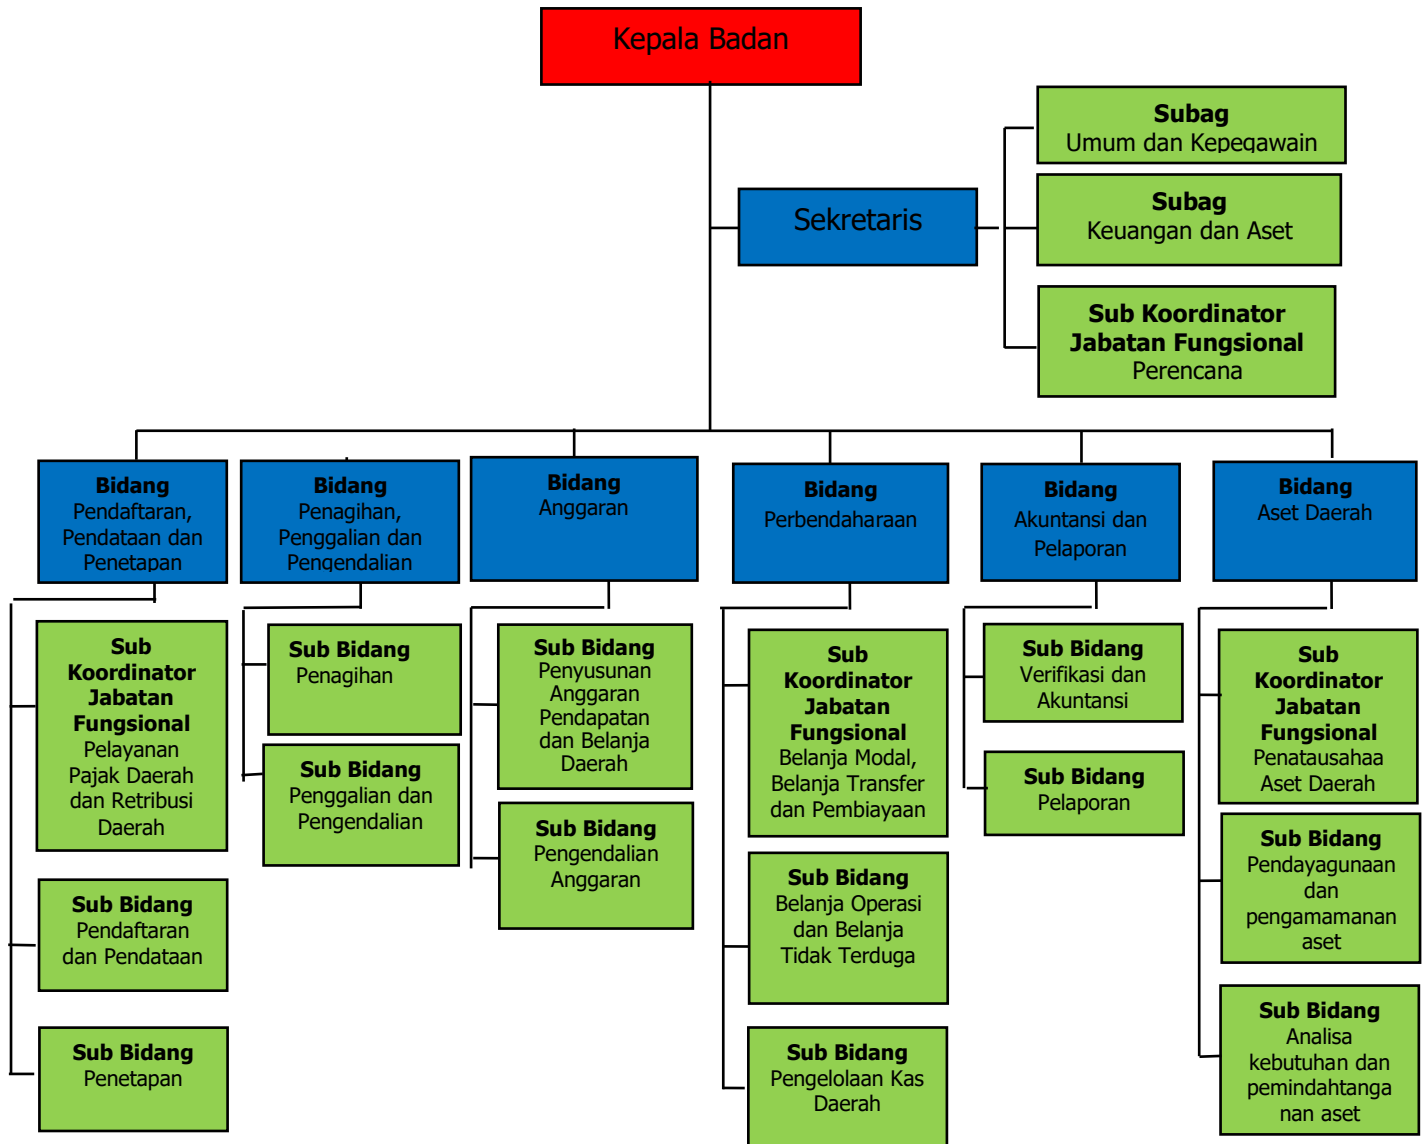 Kepala Badan
Subag
Umum dan Kepegawain
Sekretaris
Subag
Keuangan dan Aset
Sub Koordinator
Jabatan Fungsional
Perencana
Bidang
Pendaftaran,
Pendataan dan
Penetapan
Bidang
Penagihan,
Penggalian dan
Pengendalian
Bidang
Anggaran
Bidang
Perbendaharaan
Bidang
Akuntansi dan
Pelaporan
Bidang
Aset Daerah
Sub
Koordinator
Jabatan
Fungsional
Pelayanan
Pajak Daerah
dan Retribusi
Daerah
Sub Bidang
Pendaftaran
dan Pendataan
Sub Bidang
Penetapan
Sub Bidang
Penagihan
Sub Bidang
Penggalian dan
Pengendalian
Sub Bidang
Penyusunan
Anggaran
Pendapatan
dan Belanja
Daerah
Sub Bidang
Pengendalian
Anggaran
Sub
Koordinator
Jabatan
Fungsional
Belanja Modal,
Belanja Transfer
dan Pembiayaan
Sub Bidang
Belanja Operasi
dan Belanja
Tidak Terduga
Sub Bidang
Pengelolaan Kas
Daerah
Sub Bidang
Verifikasi dan
Akuntansi
Sub Bidang
Pelaporan
Sub
Koordinator
Jabatan
Fungsional
Penatausahaa
Aset Daerah
Sub Bidang
Pendayagunaan
dan
pengamamanan
aset
Sub Bidang
Analisa
kebutuhan dan
pemindahtanga
nan aset